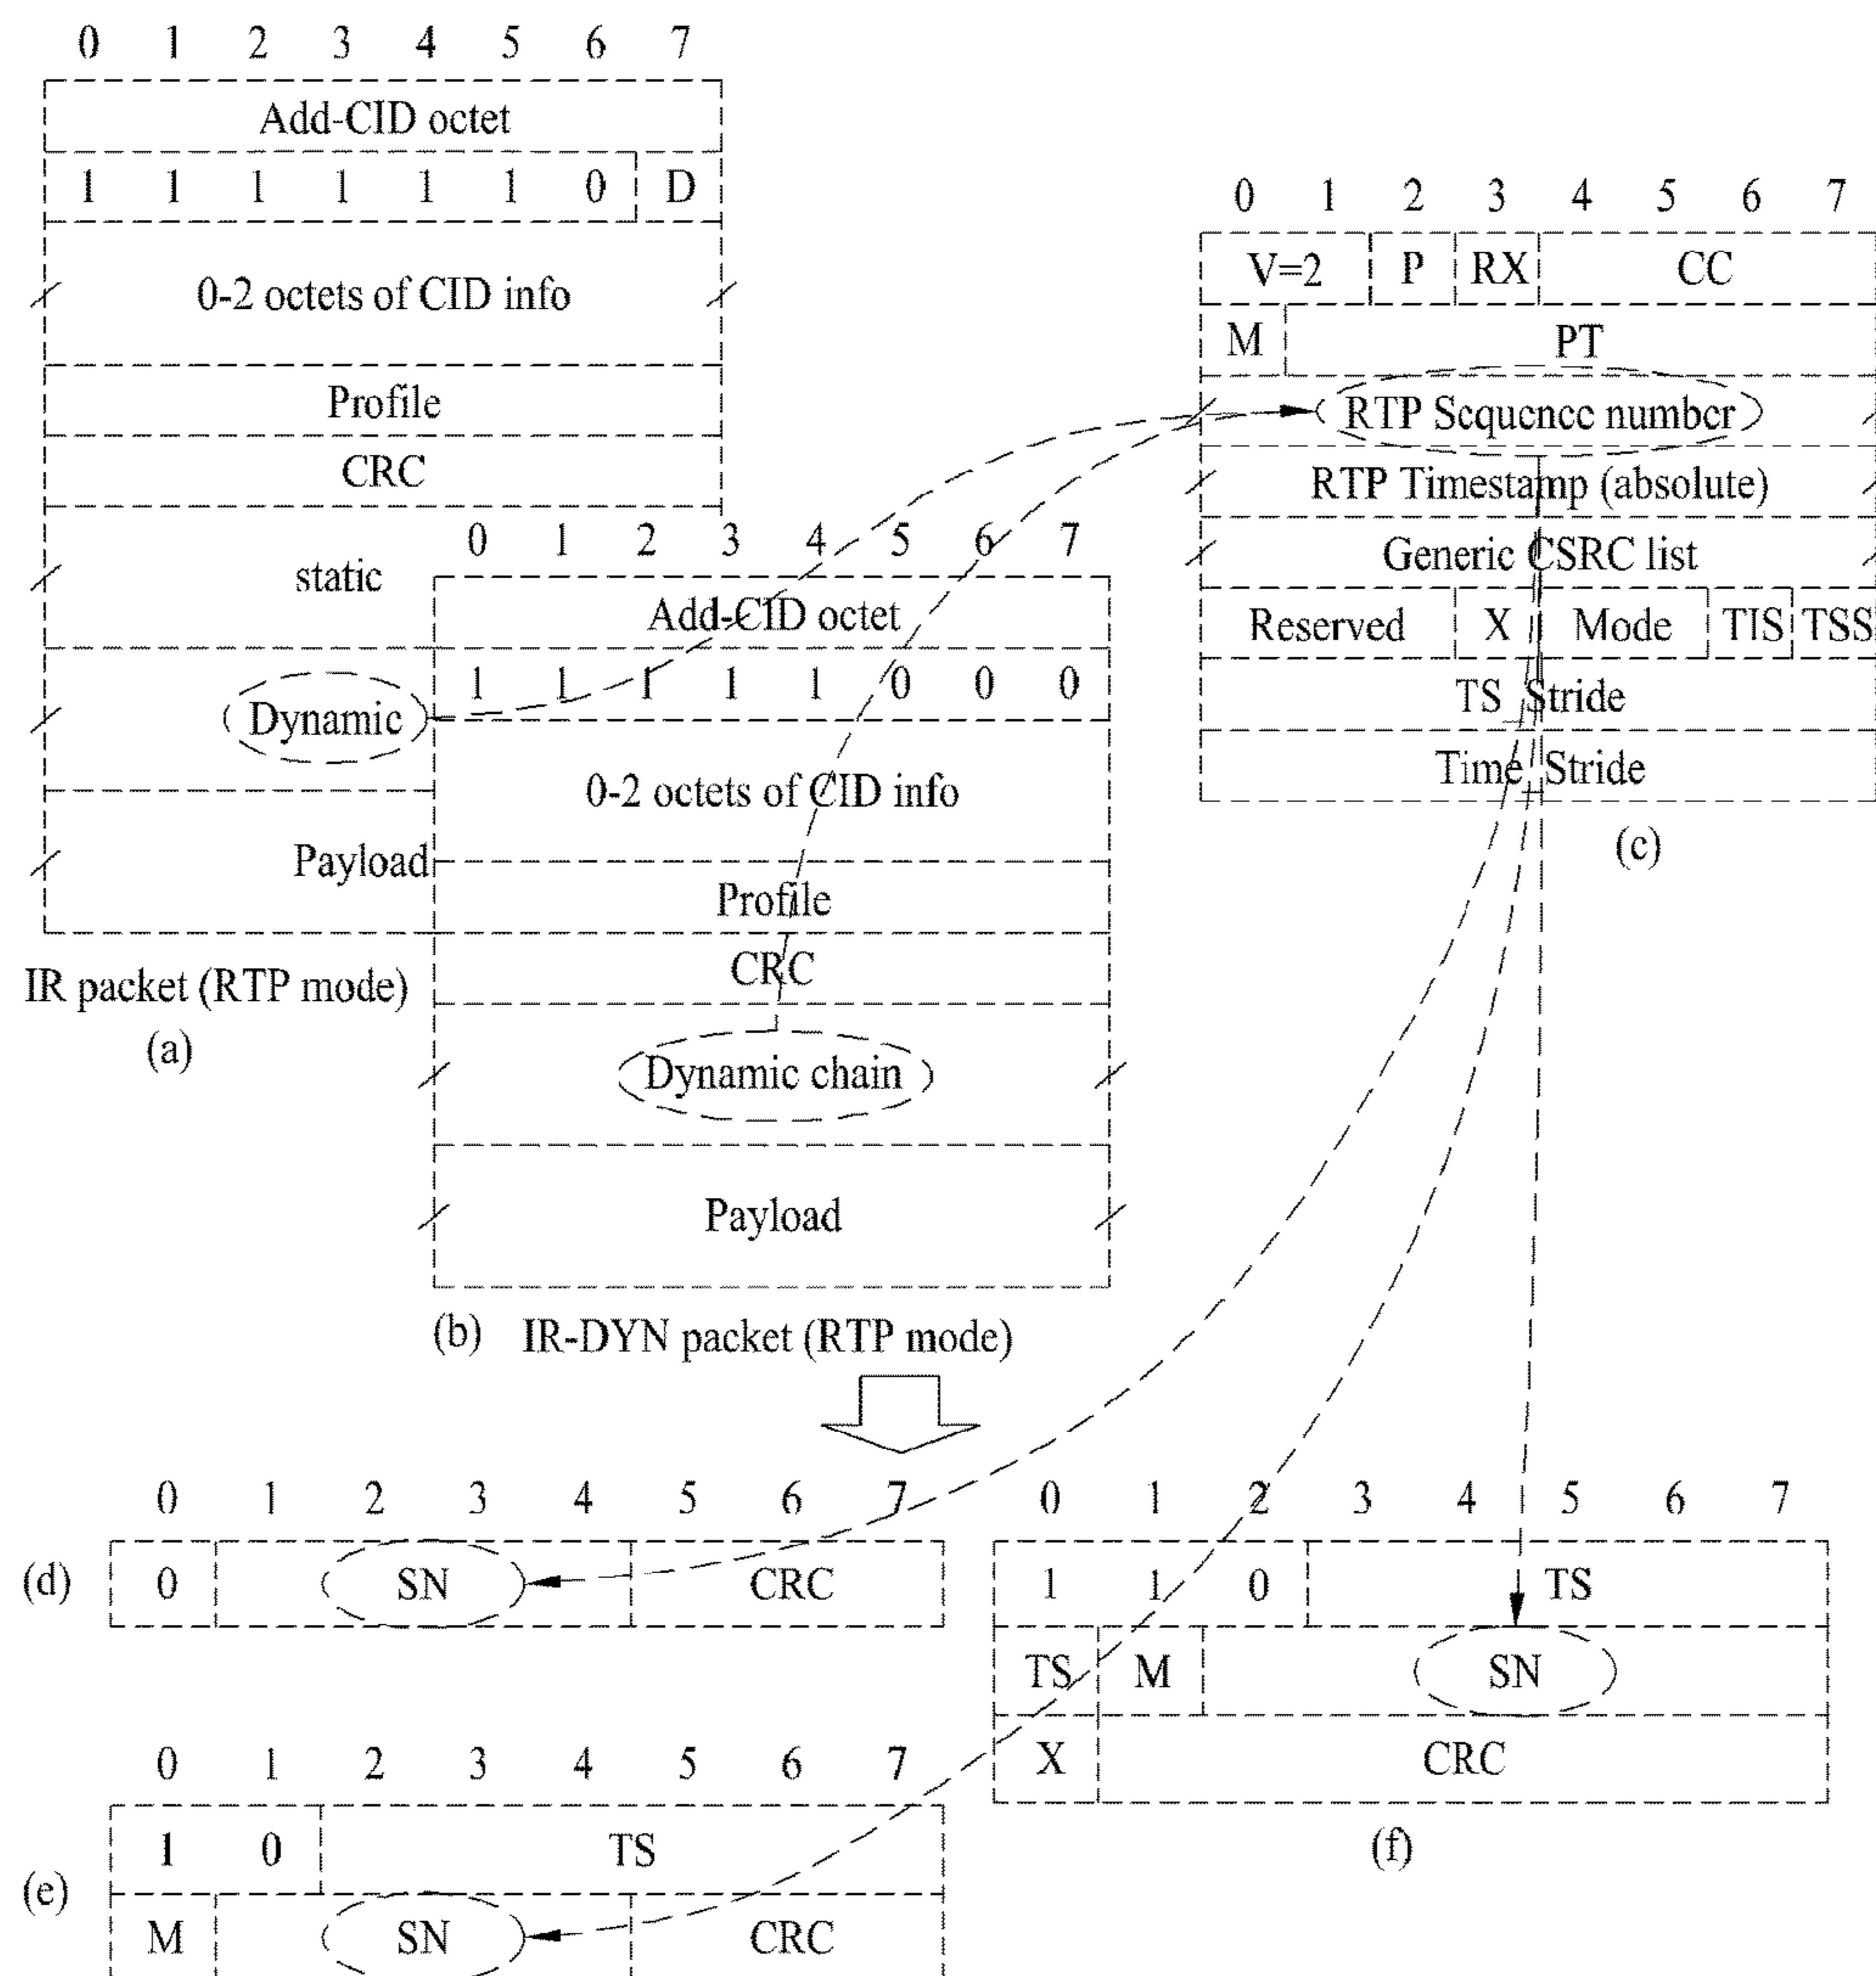 0 1 2 3 4 5 6 7
Add-CID octet
1 1 1 1 1 1 0 D
0-2 octets of CID info
Profile
CRC
static
Dynamic
Payload
IR packet (RTP mode)
(a)
0 1 2 3 4 5 6 7
Add-CID octet
1 1 1 1 1 0 0 0
0-2 octets of CID info
Profile
CRC
Dynamic chain
Payload
(b) IR-DYN packet (RTP mode)
0 1 2 3 4 5 6 7
V=2 P RX CC
M PT
RTP Sequence number
RTP Timestamp (absolute)
Generic CSRC list
Reserved X Mode TIS TSS
TS_Stride
Time_Stride
(c)
0 1 2 3 4 5 6 7
(d) 0 SN CRC
0 1 2 3 4 5 6 7
1 0 TS
(e)
M SN CRC
0 1 2 3 4 5 6 7
1 1 0 TS
TS M SN
X CRC
(f)